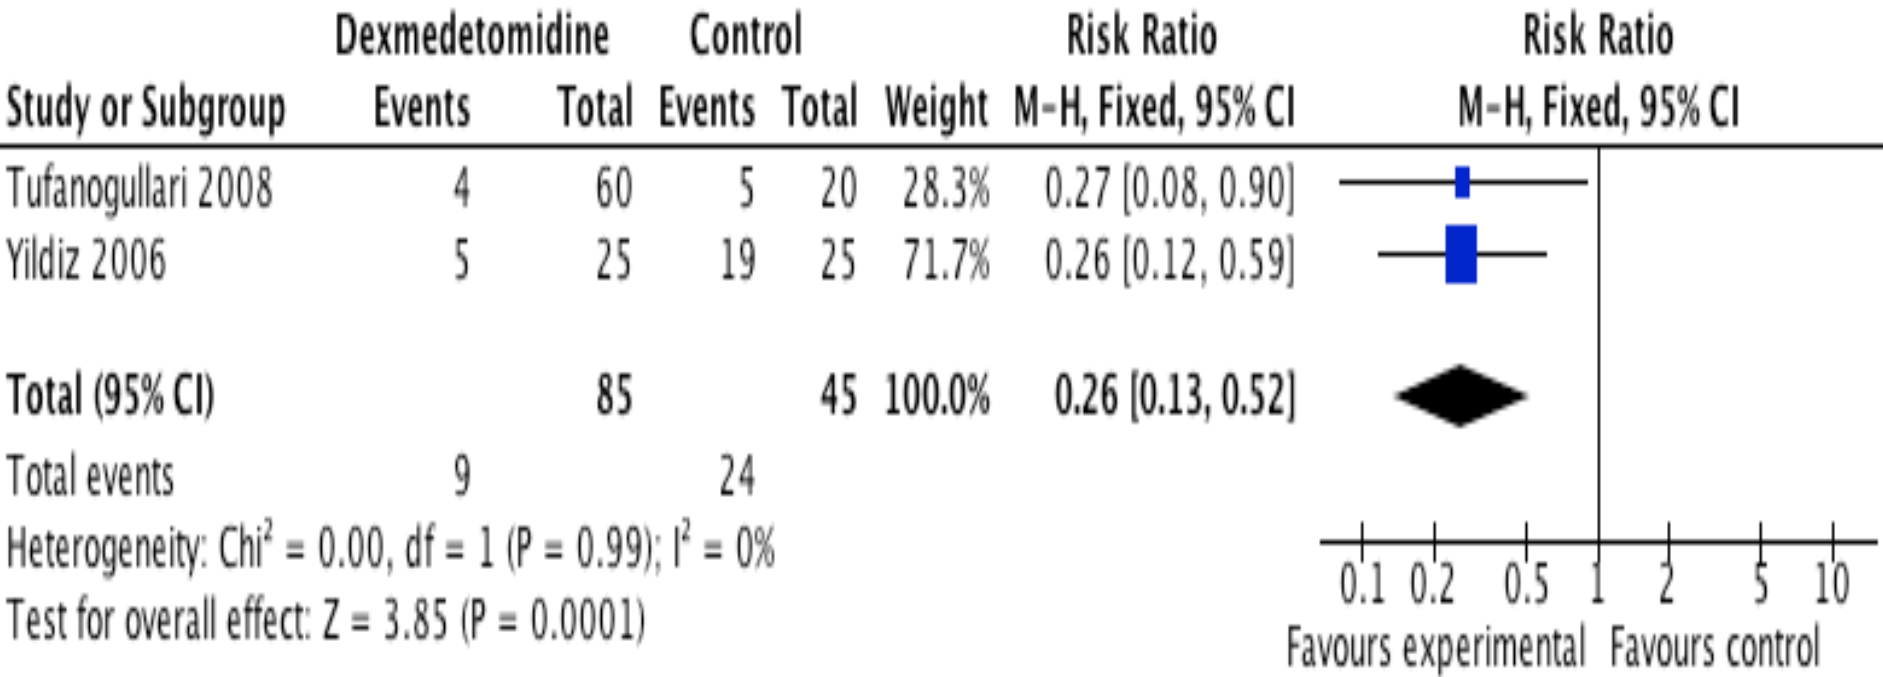 Dexmedetomidine Control Risk Ratio Risk Ratio
Study or Subgroup Events Total Events Total Weight M-H, Fixed, 95% CI M-H, Fixed, 95% CI
Tufanogullari 2008 4 60 5 20 28.3% 0.27 [0.08, 0.90]
Yildiz 2006 5 25 19 25 71.7% 0.26 [0.12, 0.59]
Total (95% CI) 85 45 100.0% 0.26 [0.13, 0.52]
Total events 9 24
Heterogeneity: Chi² = 0.00, df = 1 (P = 0.99); I² = 0%
Test for overall effect: Z = 3.85 (P = 0.0001)
0.1 0.2 0.5 1 2 5 10
Favours experimental Favours control